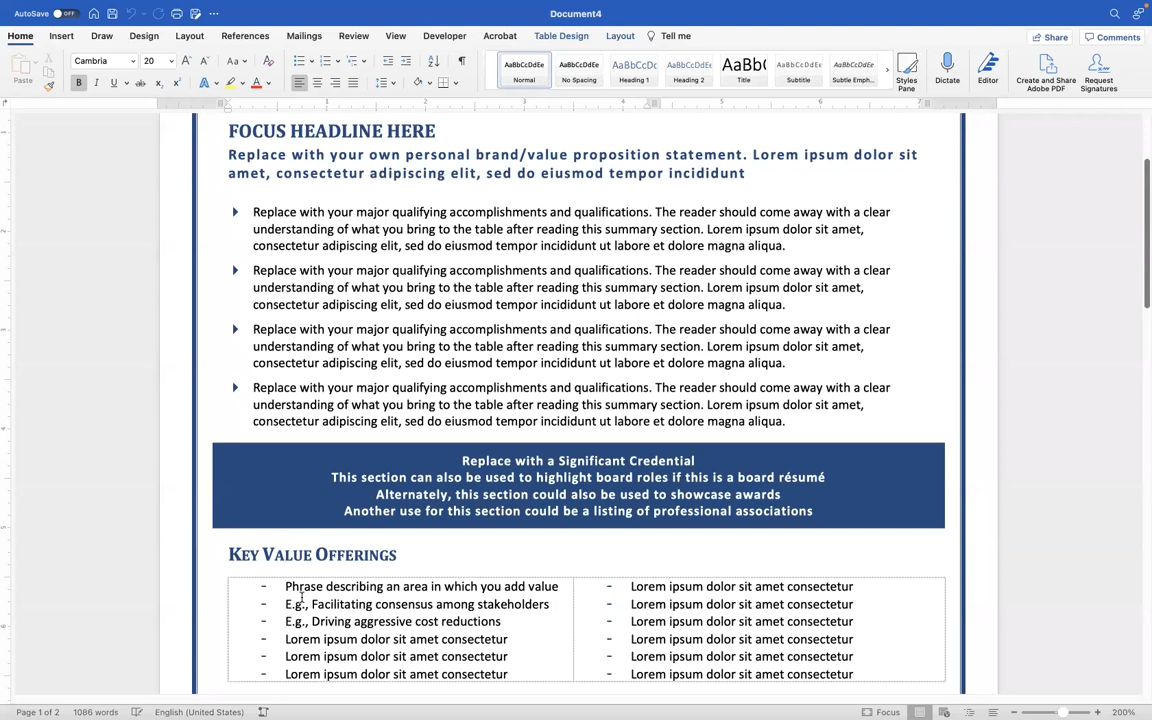 AutoSave OFF Document4
Home Insert Draw Design Layout References Mailings Review View Developer Acrobat Table Design Layout Tell me Share Comments
Paste Cambria 20 Aa AaBbCcDdEe AaBbCcDdEe AaBbCcDc AaBbCcDdEe AaBb( AaBbCcDdEe AaBbCcDdEe
Normal No Spacing Heading 1 Heading 2 Title Subtitle Subtle Emph... Styles Pane Dictate Editor Create and Share Adobe PDF Request Signatures
1 2 3 4 5 6 7
FOCUS HEADLINE HERE
Replace with your own personal brand/value proposition statement. Lorem ipsum dolor sit
amet, consectetur adipiscing elit, sed do eiusmod tempor incididunt
Replace with your major qualifying accomplishments and qualifications. The reader should come away with a clear
understanding of what you bring to the table after reading this summary section. Lorem ipsum dolor sit amet,
consectetur adipiscing elit, sed do eiusmod tempor incididunt ut labore et dolore magna aliqua.
Replace with your major qualifying accomplishments and qualifications. The reader should come away with a clear
understanding of what you bring to the table after reading this summary section. Lorem ipsum dolor sit amet,
consectetur adipiscing elit, sed do eiusmod tempor incididunt ut labore et dolore magna aliqua.
Replace with your major qualifying accomplishments and qualifications. The reader should come away with a clear
understanding of what you bring to the table after reading this summary section. Lorem ipsum dolor sit amet,
consectetur adipiscing elit, sed do eiusmod tempor incididunt ut labore et dolore magna aliqua.
Replace with your major qualifying accomplishments and qualifications. The reader should come away with a clear
understanding of what you bring to the table after reading this summary section. Lorem ipsum dolor sit amet,
consectetur adipiscing elit, sed do eiusmod tempor incididunt ut labore et dolore magna aliqua.
Replace with a Significant Credential
This section can also be used to highlight board roles if this is a board résumé
Alternately, this section could also be used to showcase awards
Another use for this section could be a listing of professional associations
KEY VALUE OFFERINGS
- Phrase describing an area in which you add value - Lorem ipsum dolor sit amet consectetur
- E.g., Facilitating consensus among stakeholders - Lorem ipsum dolor sit amet consectetur
- E.g., Driving aggressive cost reductions - Lorem ipsum dolor sit amet consectetur
- Lorem ipsum dolor sit amet consectetur - Lorem ipsum dolor sit amet consectetur
- Lorem ipsum dolor sit amet consectetur - Lorem ipsum dolor sit amet consectetur
- Lorem ipsum dolor sit amet consectetur - Lorem ipsum dolor sit amet consectetur
Page 1 of 2 1086 words English (United States) Focus 200%